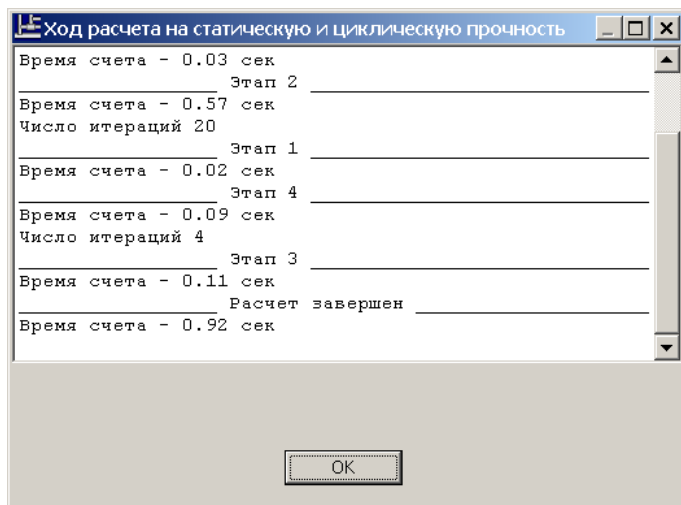 Ход расчета на статическую и циклическую прочность
Время счета - 0.03 сек
Этап 2
Время счета - 0.57 сек
Число итераций 20
Этап 1
Время счета - 0.02 сек
Этап 4
Время счета - 0.09 сек
Число итераций 4
Этап 3
Время счета - 0.11 сек
Расчет завершен
Время счета - 0.92 сек
OK